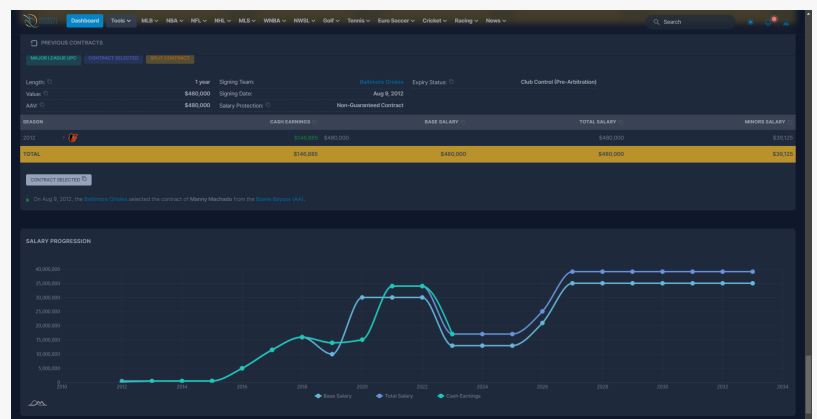 Dashboard Tools MLB NBA NFL NHL MLS WNBA NWSL Golf Tennis Euro Soccer Cricket Racing News Search
PREVIOUS CONTRACTS
MAJOR LEAGUE UPC CONTRACT SELECTED SPLIT CONTRACT
Length: 1 year Signing Team: Baltimore Orioles Expiry Status: Club Control (Pre-Arbitration)
Value: $480,000 Signing Date: Aug 9, 2012
AAV: $480,000 Salary Protection: Non-Guaranteed Contract
SEASON CASH EARNINGS BASE SALARY TOTAL SALARY MINORS SALARY
2012 1 $146,885 $480,000 $480,000 $39,125
TOTAL $146,885 $480,000 $480,000 $39,125
CONTRACT SELECTED
On Aug 9, 2012, the Baltimore Orioles selected the contract of Manny Machado from the Bowie Baysox (AA).
SALARY PROGRESSION
40,000,000
35,000,000
30,000,000
25,000,000
20,000,000
15,000,000
10,000,000
5,000,000
0
2010 2012 2014 2016 2018 2020 2022 2024 2026 2028 2030 2032 2034
Base Salary Total Salary Cash Earnings